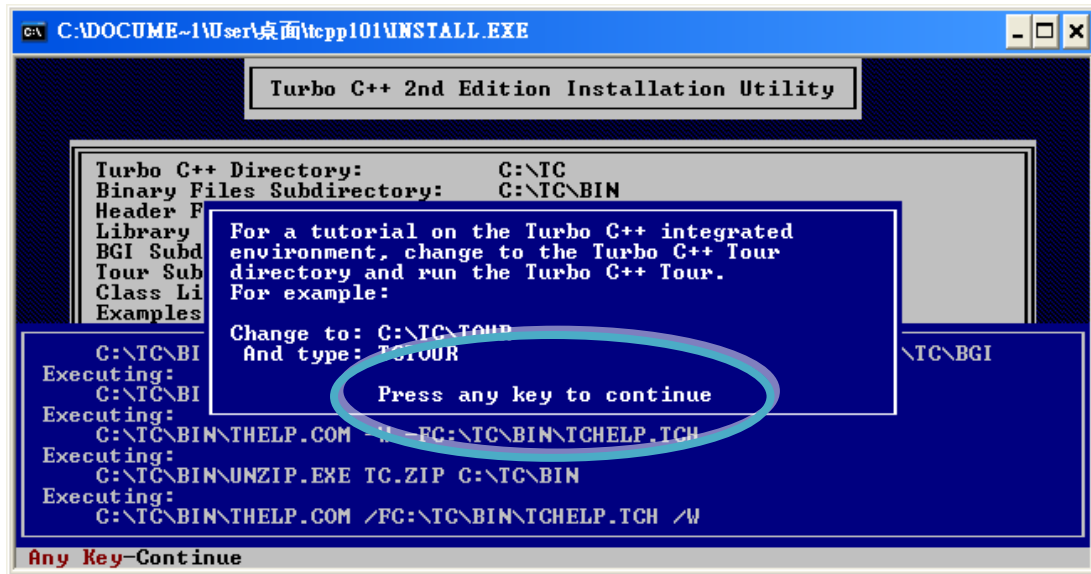 C:\DOCUME~1\User\桌面\tcpp101\INSTALL.EXE
Turbo C++ 2nd Edition Installation Utility
Turbo C++ Directory: C:\TC
Binary Files Subdirectory: C:\TC\BIN
Header F
Library
BGI Subd
Tour Sub
Class Li
Examples
For a tutorial on the Turbo C++ integrated
environment, change to the Turbo C++ Tour
directory and run the Turbo C++ Tour.
For example:
Change to: C:\TC\TOUR
And type: TCTOUR
Press any key to continue
C:\TC\BI \TC\BGI
Executing:
C:\TC\BI
Executing:
C:\TC\BIN\THELP.COM -W -FC:\TC\BIN\TCHELP.TCH
Executing:
C:\TC\BIN\UNZIP.EXE TC.ZIP C:\TC\BIN
Executing:
C:\TC\BIN\THELP.COM /FC:\TC\BIN\TCHELP.TCH /W
Any Key-Continue